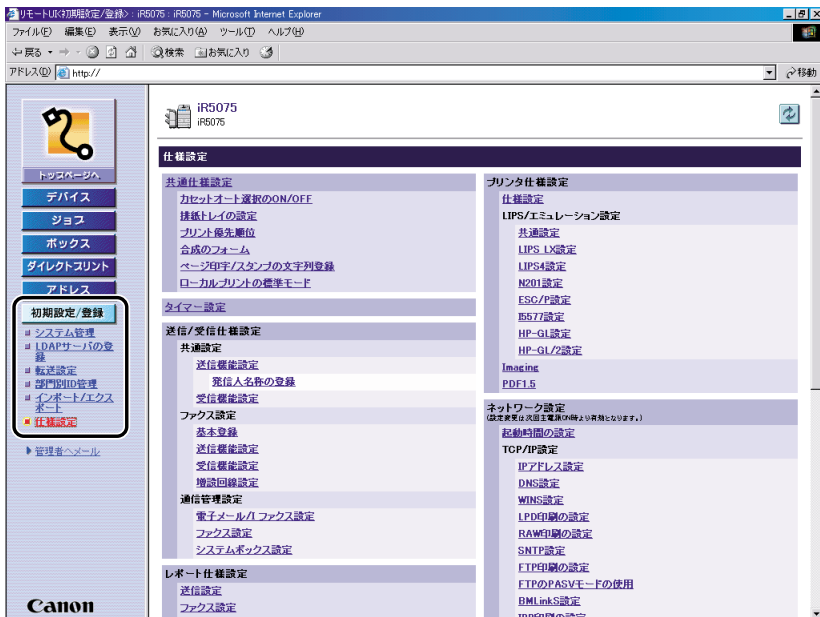 リモートUI<初期設定/登録> : iR5075 : iR5075 - Microsoft Internet Explorer
ファイル(F) 編集(E) 表示(V) お気に入り(A) ツール(T) ヘルプ(H)
戻る 検索 お気に入り
アドレス(D) http:// 移動
トップページへ
デバイス
ジョブ
ボックス
ダイレクトプリント
アドレス
初期設定/登録
システム管理
LDAPサーバの登
録
転送設定
部門別ID管理
インポート/エクス
ポート
仕様設定
管理者へメール
Canon
iR5075
iR5075
仕様設定
共通仕様設定
カセットオート選択のON/OFF
排紙トレイの設定
プリント優先順位
合成のフォーム
ページ印字/スタンプの文字列登録
ローカルプリントの標準モード
タイマー設定
送信/受信仕様設定
共通設定
送信機能設定
発信人名称の登録
受信機能設定
ファクス設定
基本登録
送信機能設定
受信機能設定
増設回線設定
通信管理設定
電子メール/I ファクス設定
ファクス設定
システムボックス設定
レポート仕様設定
送信設定
ファクス設定
プリンタ仕様設定
仕様設定
LIPS/エミュレーション設定
共通設定
LIPS LX設定
LIPS4設定
N201設定
ESC/P設定
I5577設定
HP-GL設定
HP-GL/2設定
Imaging
PDF1.5
ネットワーク設定
(設定変更は次回主電源ON時より有効となります。)
起動時間の設定
TCP/IP設定
IPアドレス設定
DNS設定
WINS設定
LPD印刷の設定
RAW印刷の設定
SNTP設定
FTP印刷の設定
FTPのPASVモードの使用
BMLinkS設定
IPP印刷の設定